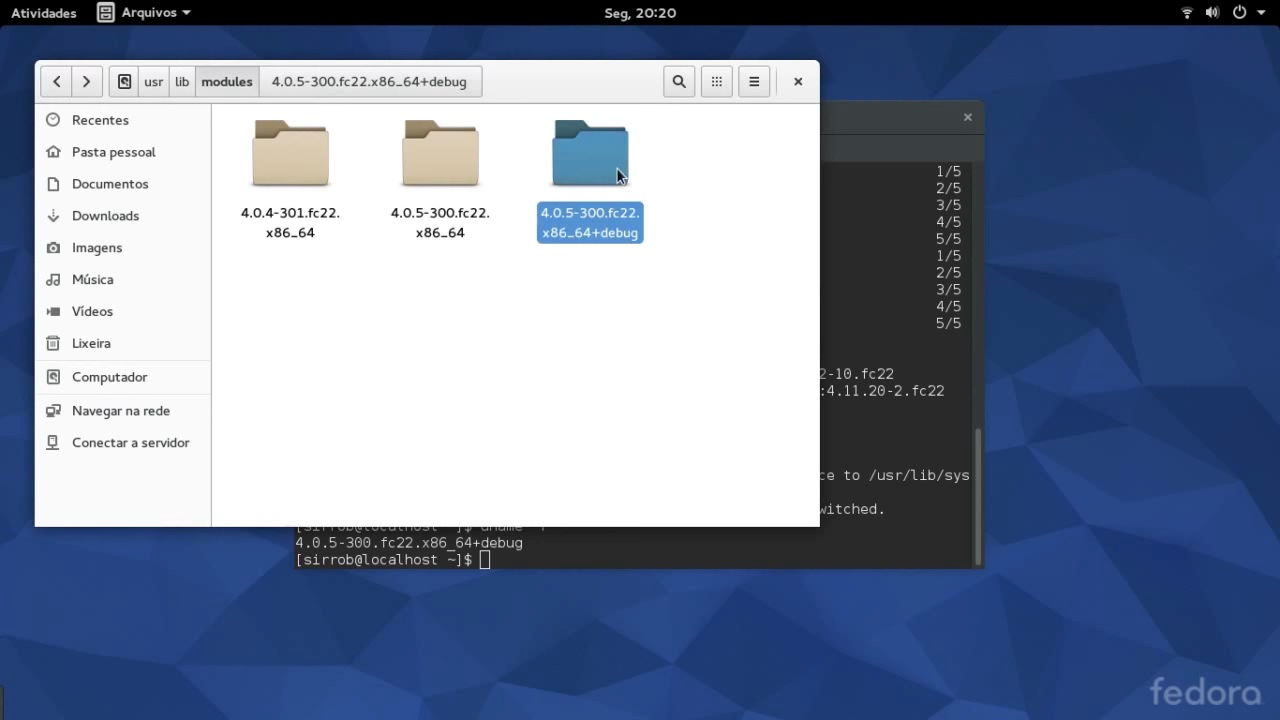 Atividades Arquivos Seg, 20:20
usr lib modules 4.0.5-300.fc22.x86_64+debug
Recentes
Pasta pessoal
Documentos
Downloads
Imagens
Música
Vídeos
Lixeira
Computador
Navegar na rede
Conectar a servidor
4.0.4-301.fc22.
x86_64
4.0.5-300.fc22.
x86_64
4.0.5-300.fc22.
x86_64+debug
1/5
2/5
3/5
4/5
5/5
1/5
2/5
3/5
4/5
5/5
2-10.fc22
:4.11.20-2.fc22
ce to /usr/lib/sys
witched.
[sirrob@localhost ~]$ uname -r
4.0.5-300.fc22.x86_64+debug
[sirrob@localhost ~]$
fedora